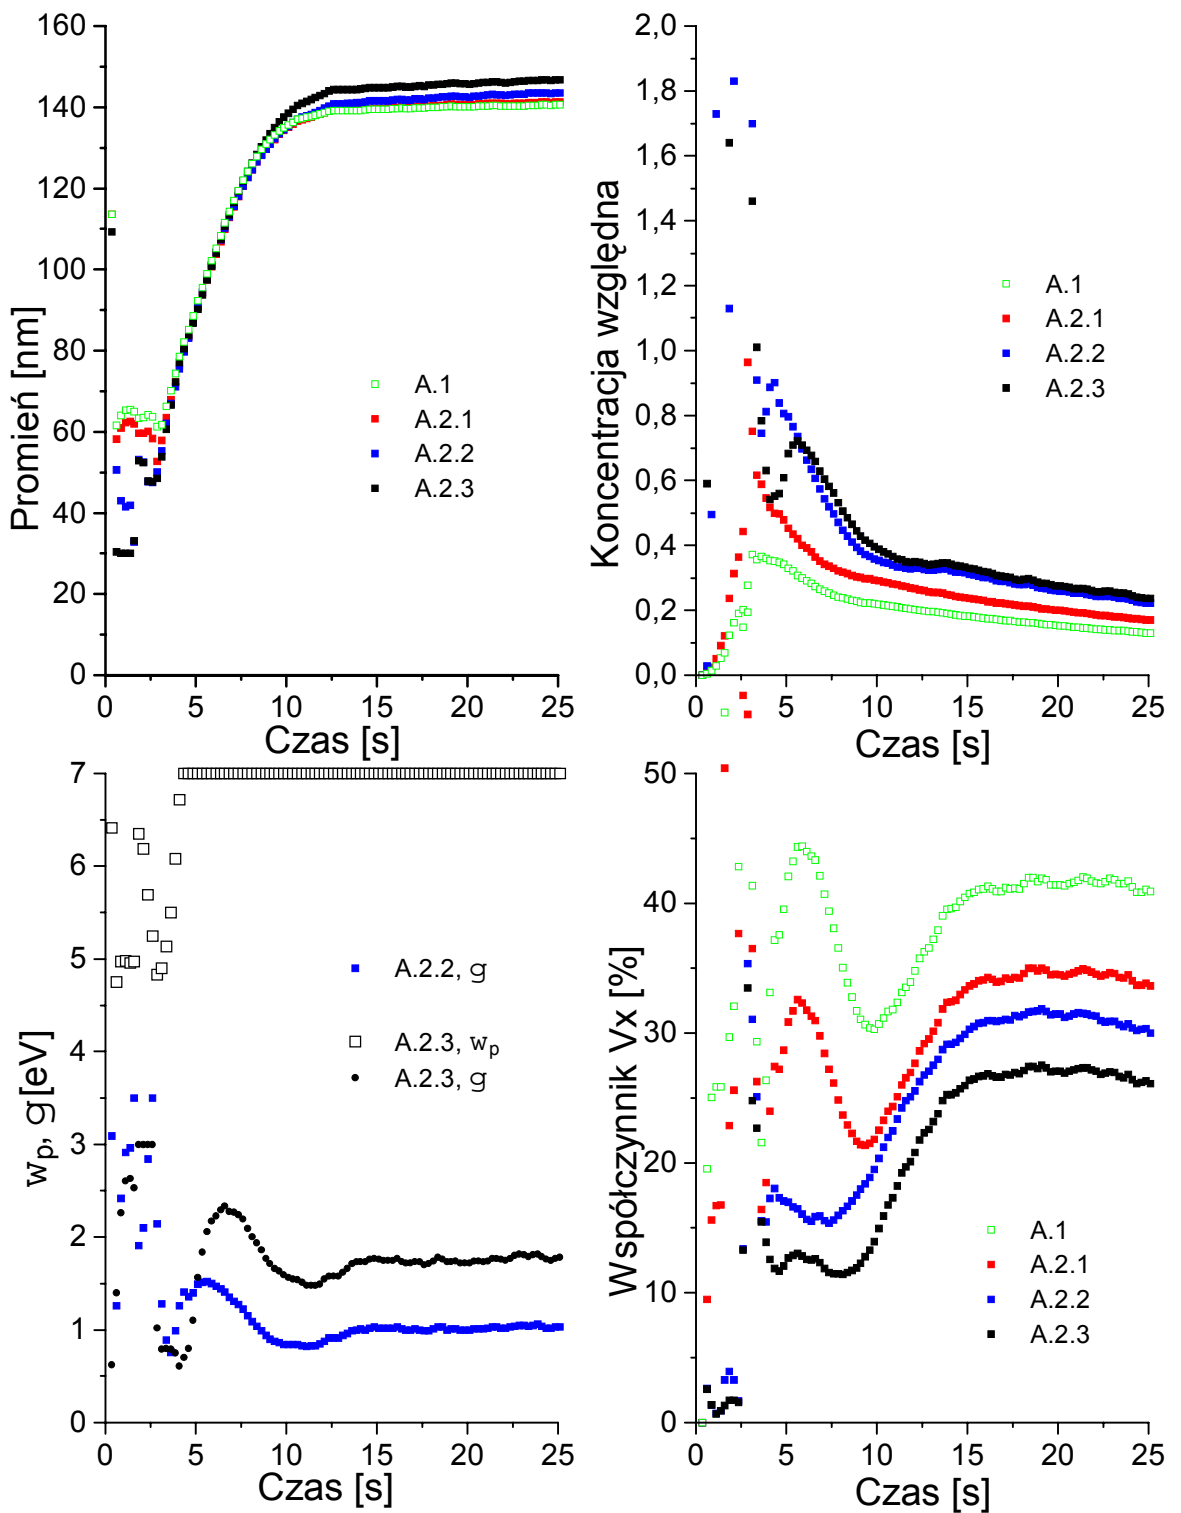 160
140
120
100
80
60
40
20
0
Promień [nm]
A.1
A.2.1
A.2.2
A.2.3
0 5 10 15 20 25
Czas [s]
2,0
1,8
1,6
1,4
1,2
1,0
0,8
0,6
0,4
0,2
0,0
Koncentracja względna
A.1
A.2.1
A.2.2
A.2.3
0 5 10 15 20 25
Czas [s]
7
6
5
4
3
2
1
0
wp, g[eV]
A.2.2, g
A.2.3, wp
A.2.3, g
0 5 10 15 20 25
Czas [s]
50
40
30
20
10
0
Współczynnik Vx [%]
A.1
A.2.1
A.2.2
A.2.3
0 5 10 15 20 25
Czas [s]